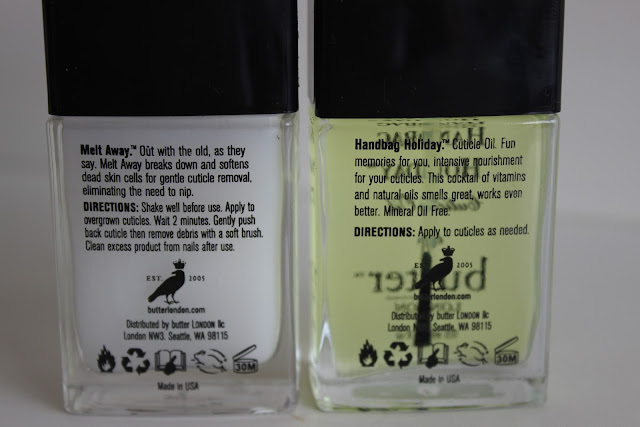 Melt Away.™ Oüt with the old, as they
say. Melt Away breaks down and softens
dead skin cells for gentle cuticle removal,
eliminating the need to nip.
DIRECTIONS: Shake well before use. Apply to
overgrown cuticles. Wait 2 minutes. Gently push
back cuticle then remove debris with a soft brush.
Clean excess product from nails after use.
EST. 2005
butterlondon.com
Distributed by butter LONDON llc
London NW3. Seattle, WA 98115
30M
Made in USA
Handbag Holiday.™ Cuticle Oil. Fun
memories for you, intensive nourishment
for your cuticles. This cocktail of vitamins
and natural oils smells great, works even
better. Mineral Oil Free.
DIRECTIONS: Apply to cuticles as needed.
EST. 2005
butterlondon.com
Distributed by butter LONDON llc
London NW3. Seattle, WA 98115
30M
Made in USA